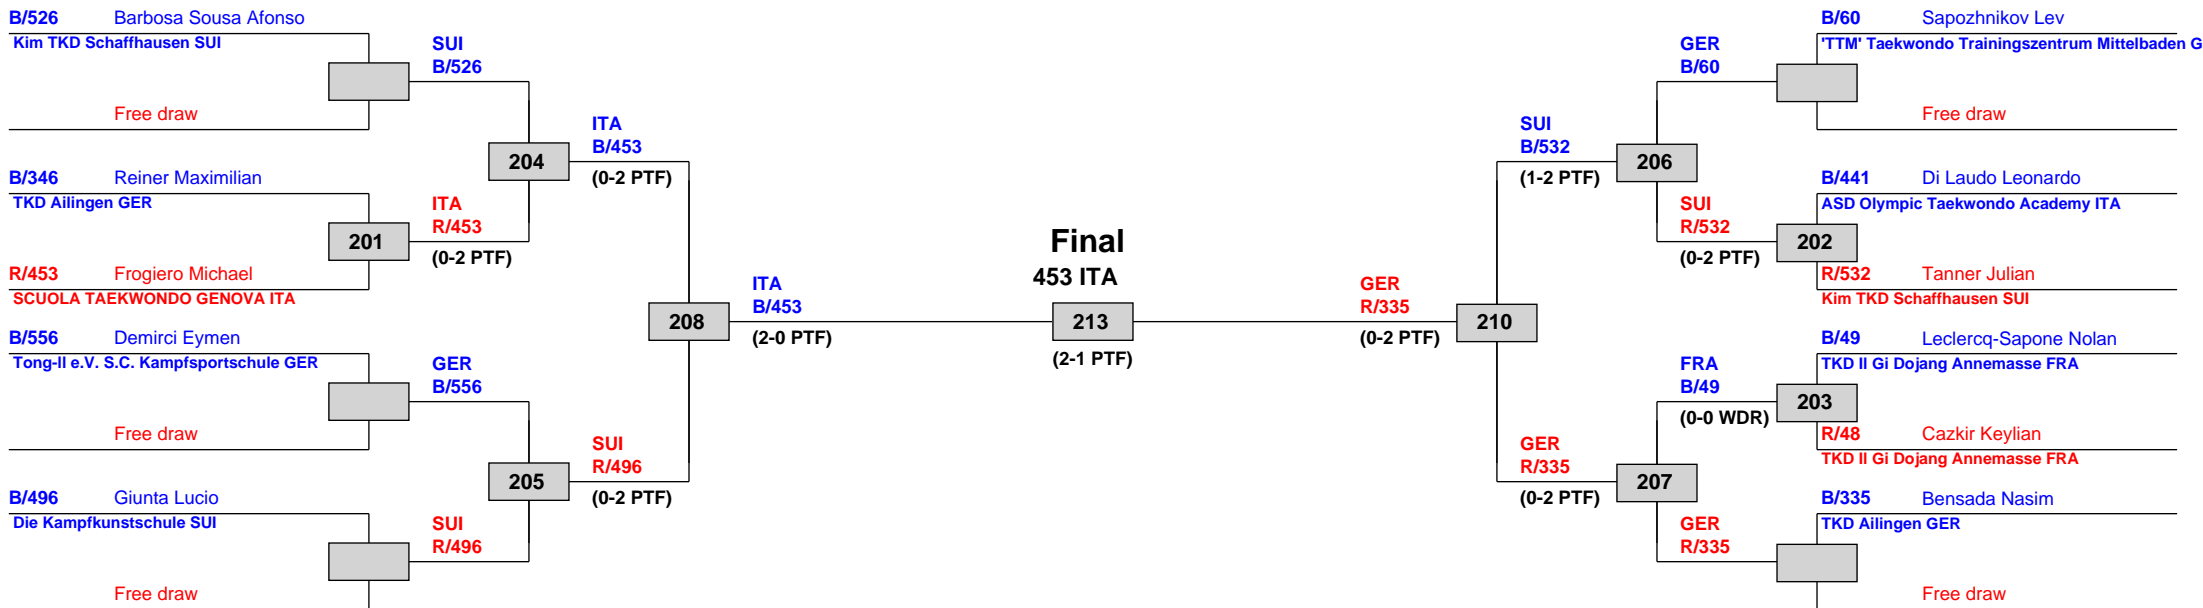 B/526 Barbosa Sousa Afonso
Kim TKD Schaffhausen SUI
Free draw
B/346 Reiner Maximilian
TKD Ailingen GER
R/453 Frogiero Michael
SCUOLA TAEKWONDO GENOVA ITA
B/556 Demirci Eymen
Tong-Il e.V. S.C. Kampfsportschule GER
Free draw
B/496 Giunta Lucio
Die Kampfkunstschule SUI
Free draw
201
SUI
B/526
ITA
R/453
(0-2 PTF)
GER
B/556
SUI
R/496
204
205
ITA
B/453
(0-2 PTF)
SUI
R/496
(0-2 PTF)
208
ITA
B/453
(2-0 PTF)
Final
453 ITA
213
(2-1 PTF)
GER
R/335
(0-2 PTF)
210
SUI
B/532
(1-2 PTF)
GER
R/335
(0-2 PTF)
206
207
GER
B/60
SUI
R/532
(0-2 PTF)
FRA
B/49
(0-0 WDR)
GER
R/335
202
203
B/60 Sapozhnikov Lev
'TTM' Taekwondo Trainingszentrum Mittelbaden G
Free draw
B/441 Di Laudo Leonardo
ASD Olympic Taekwondo Academy ITA
R/532 Tanner Julian
Kim TKD Schaffhausen SUI
B/49 Leclercq-Sapone Nolan
TKD Il Gi Dojang Annemasse FRA
R/48 Cazkir Keylian
TKD Il Gi Dojang Annemasse FRA
B/335 Bensada Nasim
TKD Ailingen GER
Free draw